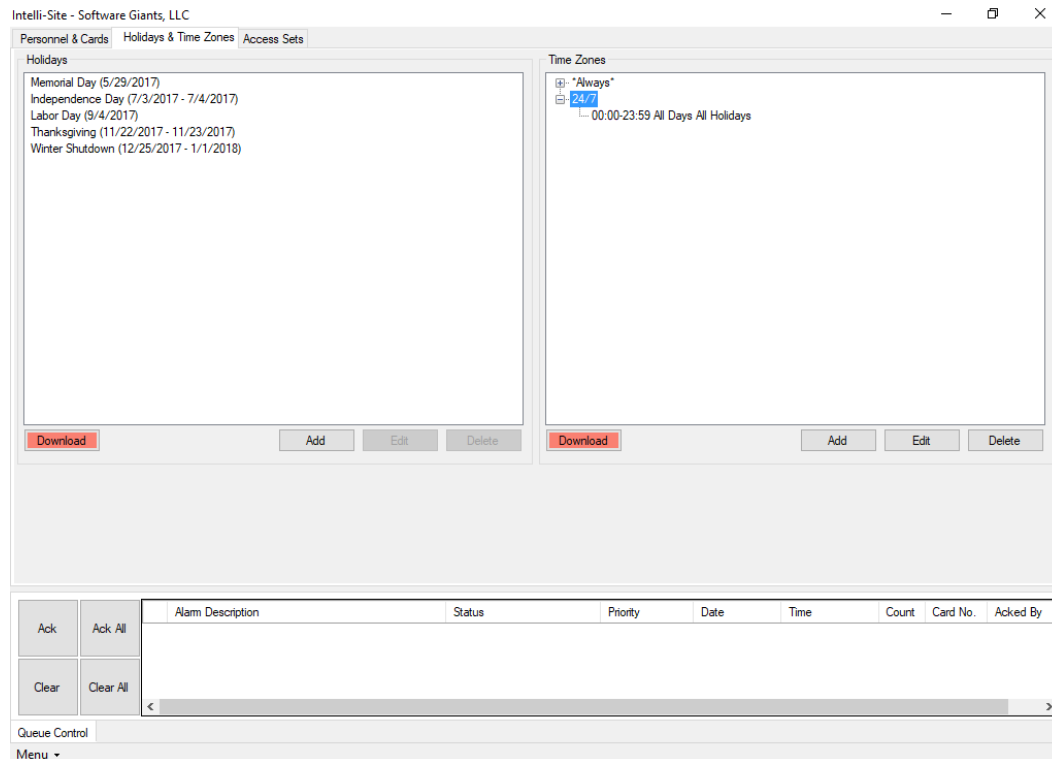 Intelli-Site - Software Giants, LLC
Personnel & Cards Holidays & Time Zones Access Sets
Holidays
Memorial Day (5/29/2017)
Independence Day (7/3/2017 - 7/4/2017)
Labor Day (9/4/2017)
Thanksgiving (11/22/2017 - 11/23/2017)
Winter Shutdown (12/25/2017 - 1/1/2018)
Download Add Edit Delete
Time Zones
*Always*
24/7
00:00-23:59 All Days All Holidays
Download Add Edit Delete
Ack Ack All
Clear Clear All
Alarm Description Status Priority Date Time Count Card No. Acked By
Queue Control
Menu